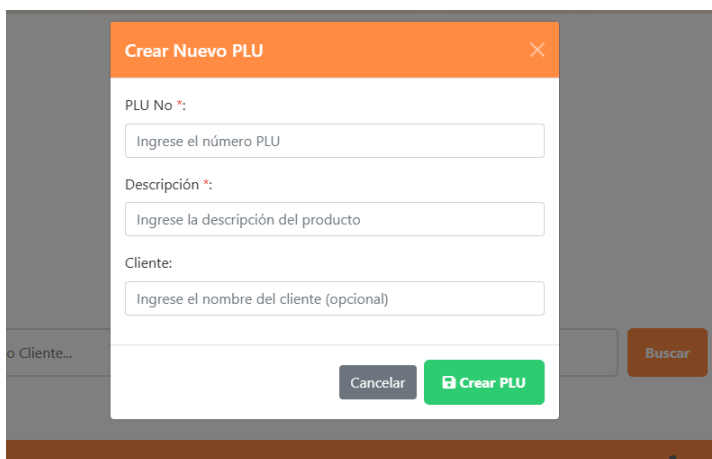 Crear Nuevo PLU
PLU No *:
Ingrese el número PLU
Descripción *:
Ingrese la descripción del producto
Cliente:
Ingrese el nombre del cliente (opcional)
o Cliente...
Buscar
Cancelar
Crear PLU